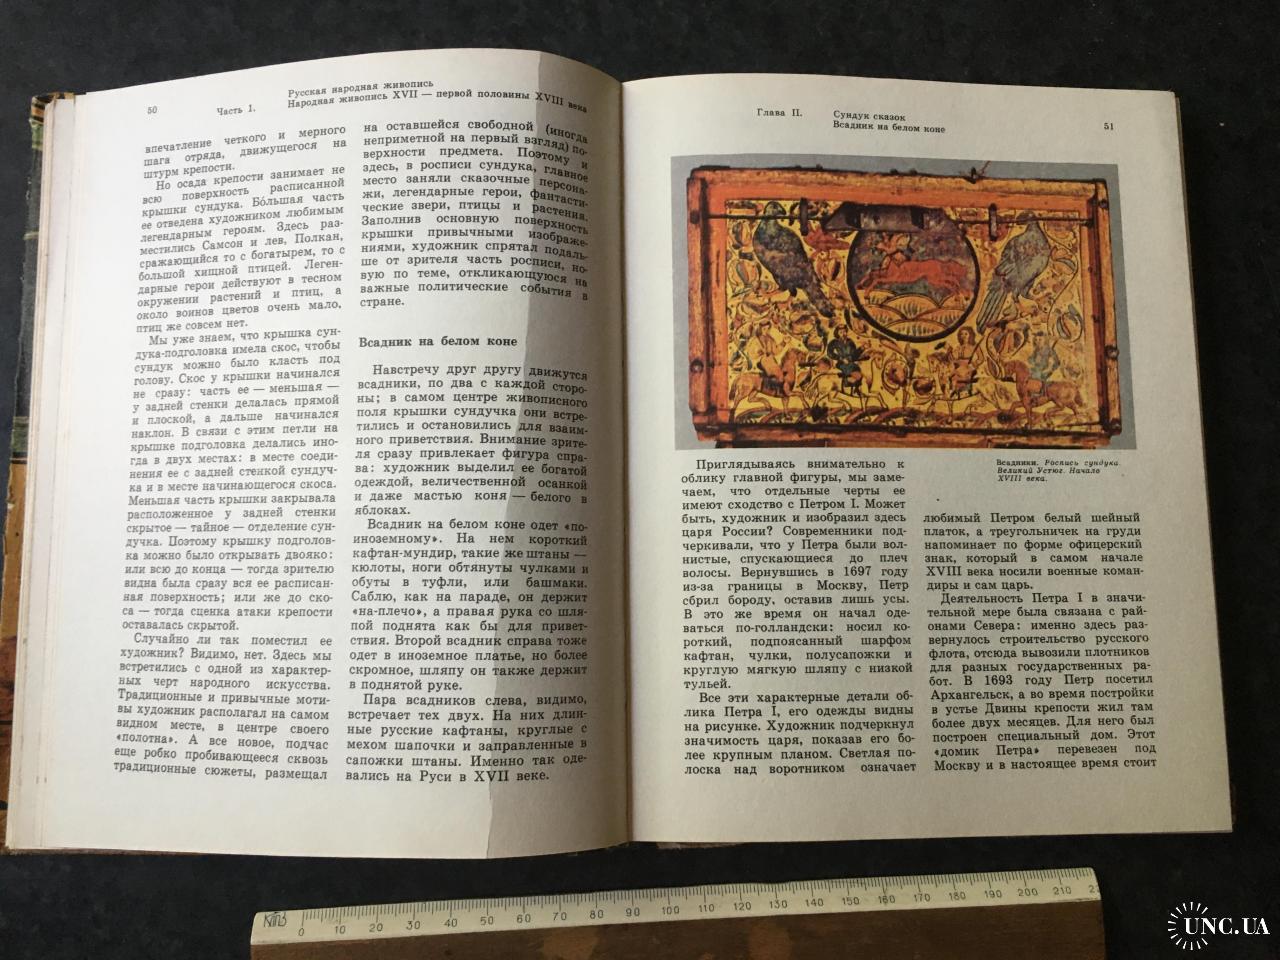 50
Часть 1.
Русская народная живопись
Народная живопись XVII — первой половины XVIII века
впечатление четкого и мерного
шага отряда, движущегося на
штурм крепости.
Но осада крепости занимает не
всю поверхность расписанной
крышки сундука. Бо́льшая часть
ее отведена художником любимым
легендарным героям. Здесь раз-
местились Самсон и лев, Полкан,
сражающийся то с богатырем, то с
большой хищной птицей. Леген-
дарные герои действуют в тесном
окружении растений и птиц, а
около воинов цветов очень мало,
птиц же совсем нет.
Мы уже знаем, что крышка сун-
дука-подголовка имела скос, чтобы
сундук можно было класть под
голову. Скос у крышки начинался
не сразу: часть ее — меньшая —
у задней стенки делалась прямой
и плоской, а дальше начинался
наклон. В связи с этим петли на
крышке подголовка делались ино-
гда в двух местах: в месте соеди-
нения ее с задней стенкой сундуч-
ка и в месте начинающегося скоса.
Меньшая часть крышки закрывала
расположенное у задней стенки
скрытое — тайное — отделение сун-
дучка. Поэтому крышку подголов-
ка можно было открывать двояко:
или всю до конца — тогда зрителю
видна была сразу вся ее расписан-
ная поверхность; или же до ско-
са — тогда сценка атаки крепости
оставалась скрытой.
Случайно ли так поместил ее
художник? Видимо, нет. Здесь мы
встретились с одной из характер-
ных черт народного искусства.
Традиционные и привычные моти-
вы художник располагал на самом
видном месте, в центре своего
«полотна». А все новое, подчас
еще робко пробивающееся сквозь
традиционные сюжеты, размещал
на оставшейся свободной (иногда
неприметной на первый взгляд) по-
верхности предмета. Поэтому и
здесь, в росписи сундука, главное
место заняли сказочные персона-
жи, легендарные герои, фантасти-
ческие звери, птицы и растения.
Заполнив основную поверхность
крышки привычными изображе-
ниями, художник спрятал подаль-
ше от зрителя часть росписи, но-
вую по теме, откликающуюся на
важные политические события в
стране.
Всадник на белом коне
Навстречу друг другу движутся
всадники, по два с каждой сторо-
ны; в самом центре живописного
поля крышки сундучка они встре-
тились и остановились для взаим-
ного приветствия. Внимание зрите-
ля сразу привлекает фигура спра-
ва: художник выделил ее богатой
одеждой, величественной осанкой
и даже мастью коня — белого в
яблоках.
Всадник на белом коне одет «по-
иноземному». На нем короткий
кафтан-мундир, такие же штаны —
кюлоты, ноги обтянуты чулками и
обуты в туфли, или башмаки.
Саблю, как на параде, он держит
«на-плечо», а правая рука со шля-
пой поднята как бы для привет-
ствия. Второй всадник справа тоже
одет в иноземное платье, но более
скромное, шляпу он также держит
в поднятой руке.
Пара всадников слева, видимо,
встречает тех двух. На них длин-
ные русские кафтаны, круглые с
мехом шапочки и заправленные в
сапожки штаны. Именно так оде-
вались на Руси в XVII веке.
Глава II.
Сундук сказок
Всадник на белом коне
51
Всадники. Роспись сундука.
Великий Устюг. Начало
XVIII века.
Приглядываясь внимательно к
облику главной фигуры, мы заме-
чаем, что отдельные черты ее
имеют сходство с Петром I. Может
быть, художник и изобразил здесь
царя России? Современники под-
черкивали, что у Петра были вол-
нистые, спускающиеся до плеч
волосы. Вернувшись в 1697 году
из-за границы в Москву, Петр
сбрил бороду, оставив лишь усы.
В это же время он начал оде-
ваться по-голландски: носил ко-
роткий, подпоясанный шарфом
кафтан, чулки, полусапожки и
круглую мягкую шляпу с низкой
тульей.
Все эти характерные детали об-
лика Петра I, его одежды видны
на рисунке. Художник подчеркнул
значимость царя, показав его бо-
лее крупным планом. Светлая по-
лоска над воротником означает
любимый Петром белый шейный
платок, а треугольничек на груди
напоминает по форме офицерский
знак, который в самом начале
XVIII века носили военные коман-
диры и сам царь.
Деятельность Петра I в значи-
тельной мере была связана с рай-
онами Севера: именно здесь раз-
вернулось строительство русского
флота, отсюда вывозили плотников
для разных государственных ра-
бот. В 1693 году Петр посетил
Архангельск, а во время постройки
в устье Двины крепости жил там
более двух месяцев. Для него был
построен специальный дом. Этот
«домик Петра» перевезен под
Москву и в настоящее время стоит
0 10 20 30 40 50 60 70 80 90 100 110 120 130 140 150 160 170 180 190 200 210
UNC.UA